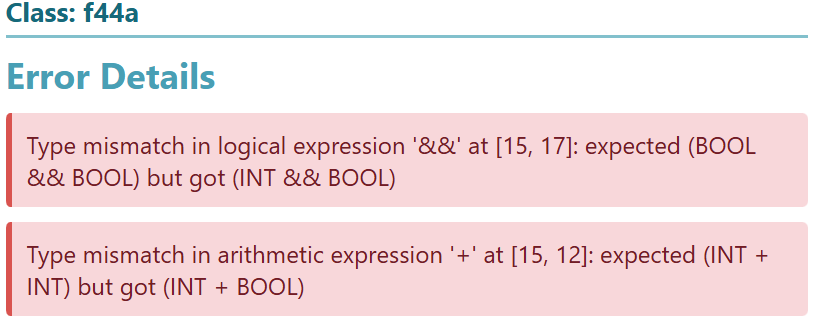 Class: f44a
Error Details
Type mismatch in logical expression '&&' at [15, 17]: expected (BOOL
&& BOOL) but got (INT && BOOL)
Type mismatch in arithmetic expression '+' at [15, 12]: expected (INT +
INT) but got (INT + BOOL)